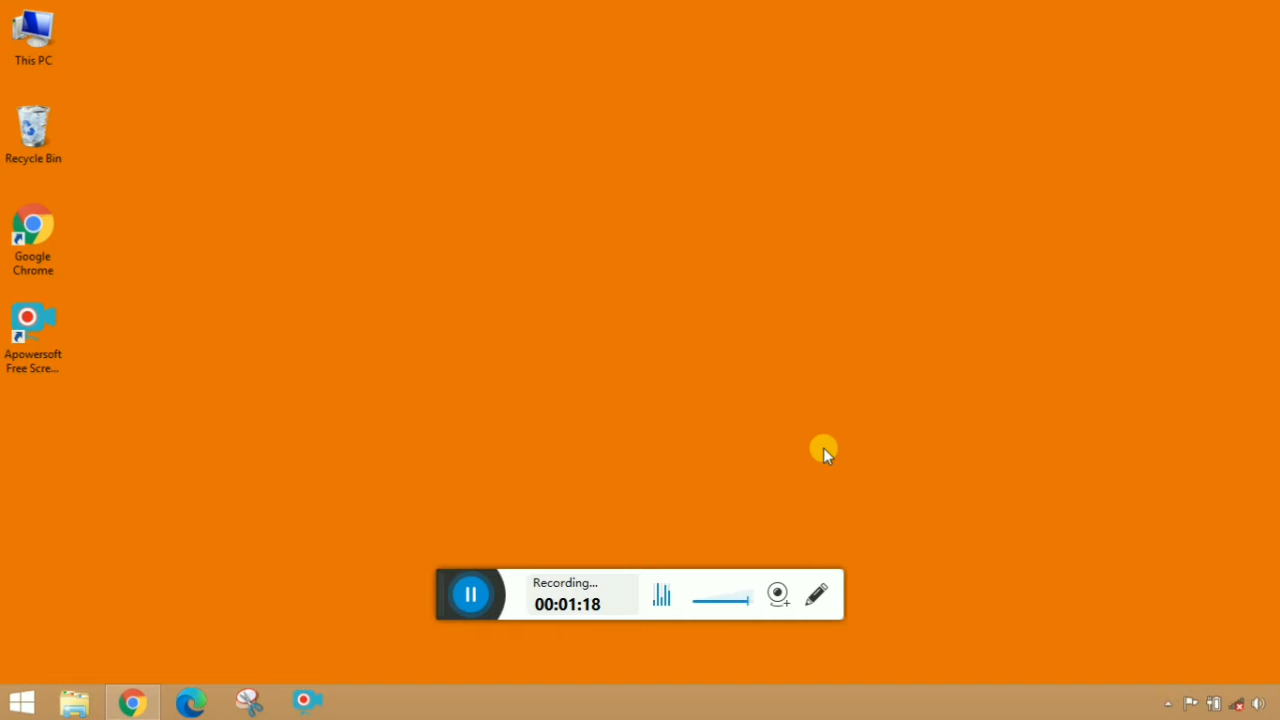 This PC
Recycle Bin
Google
Chrome
Apowersoft
Free Scre...
Recording...
00:01:18